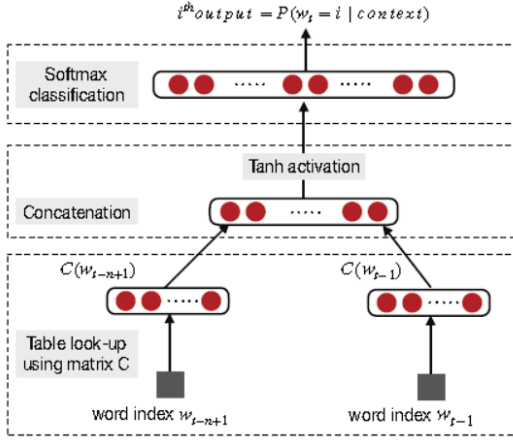 i^th output = P(w_t = i | context)
Softmax
classification
Tanh activation
Concatenation
C(w_{t-n+1})
C(w_{t-1})
Table look-up
using matrix C
word index w_{t-n+1}
word index w_{t-1}